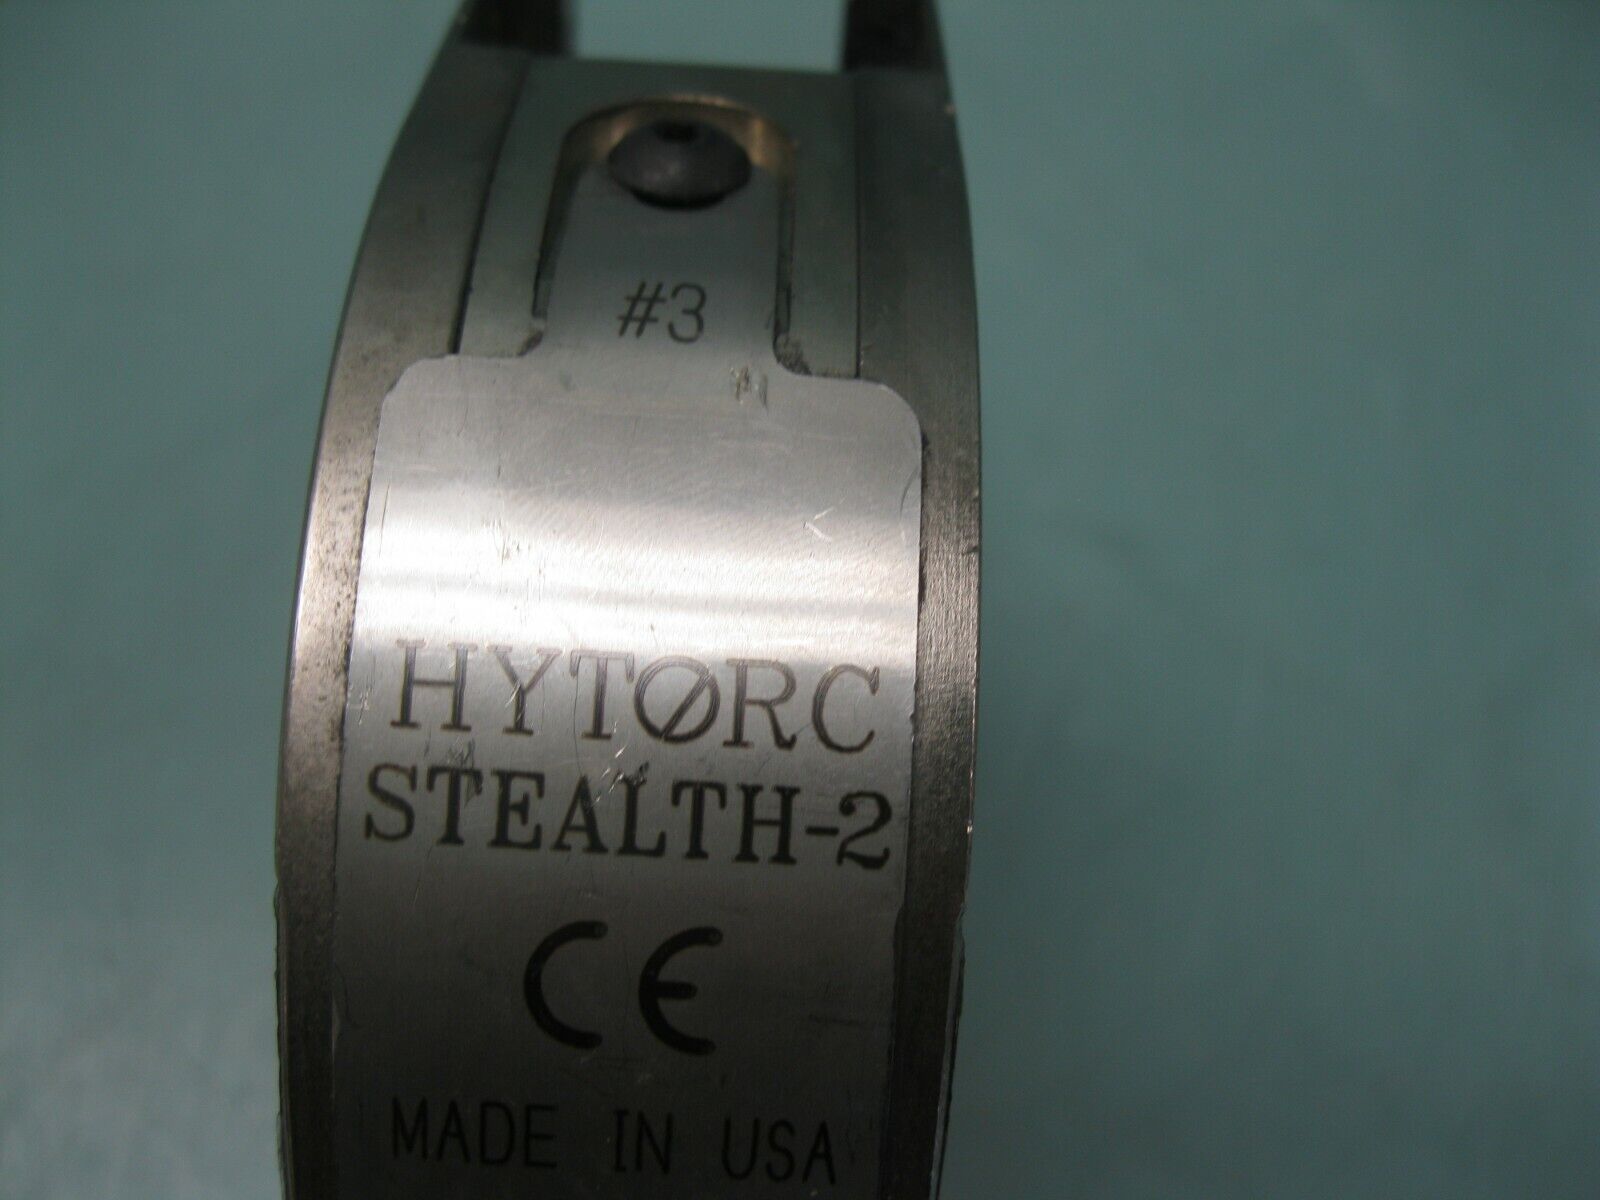 #3
HYTØRC
STEALTH-2
CE
MADE IN USA